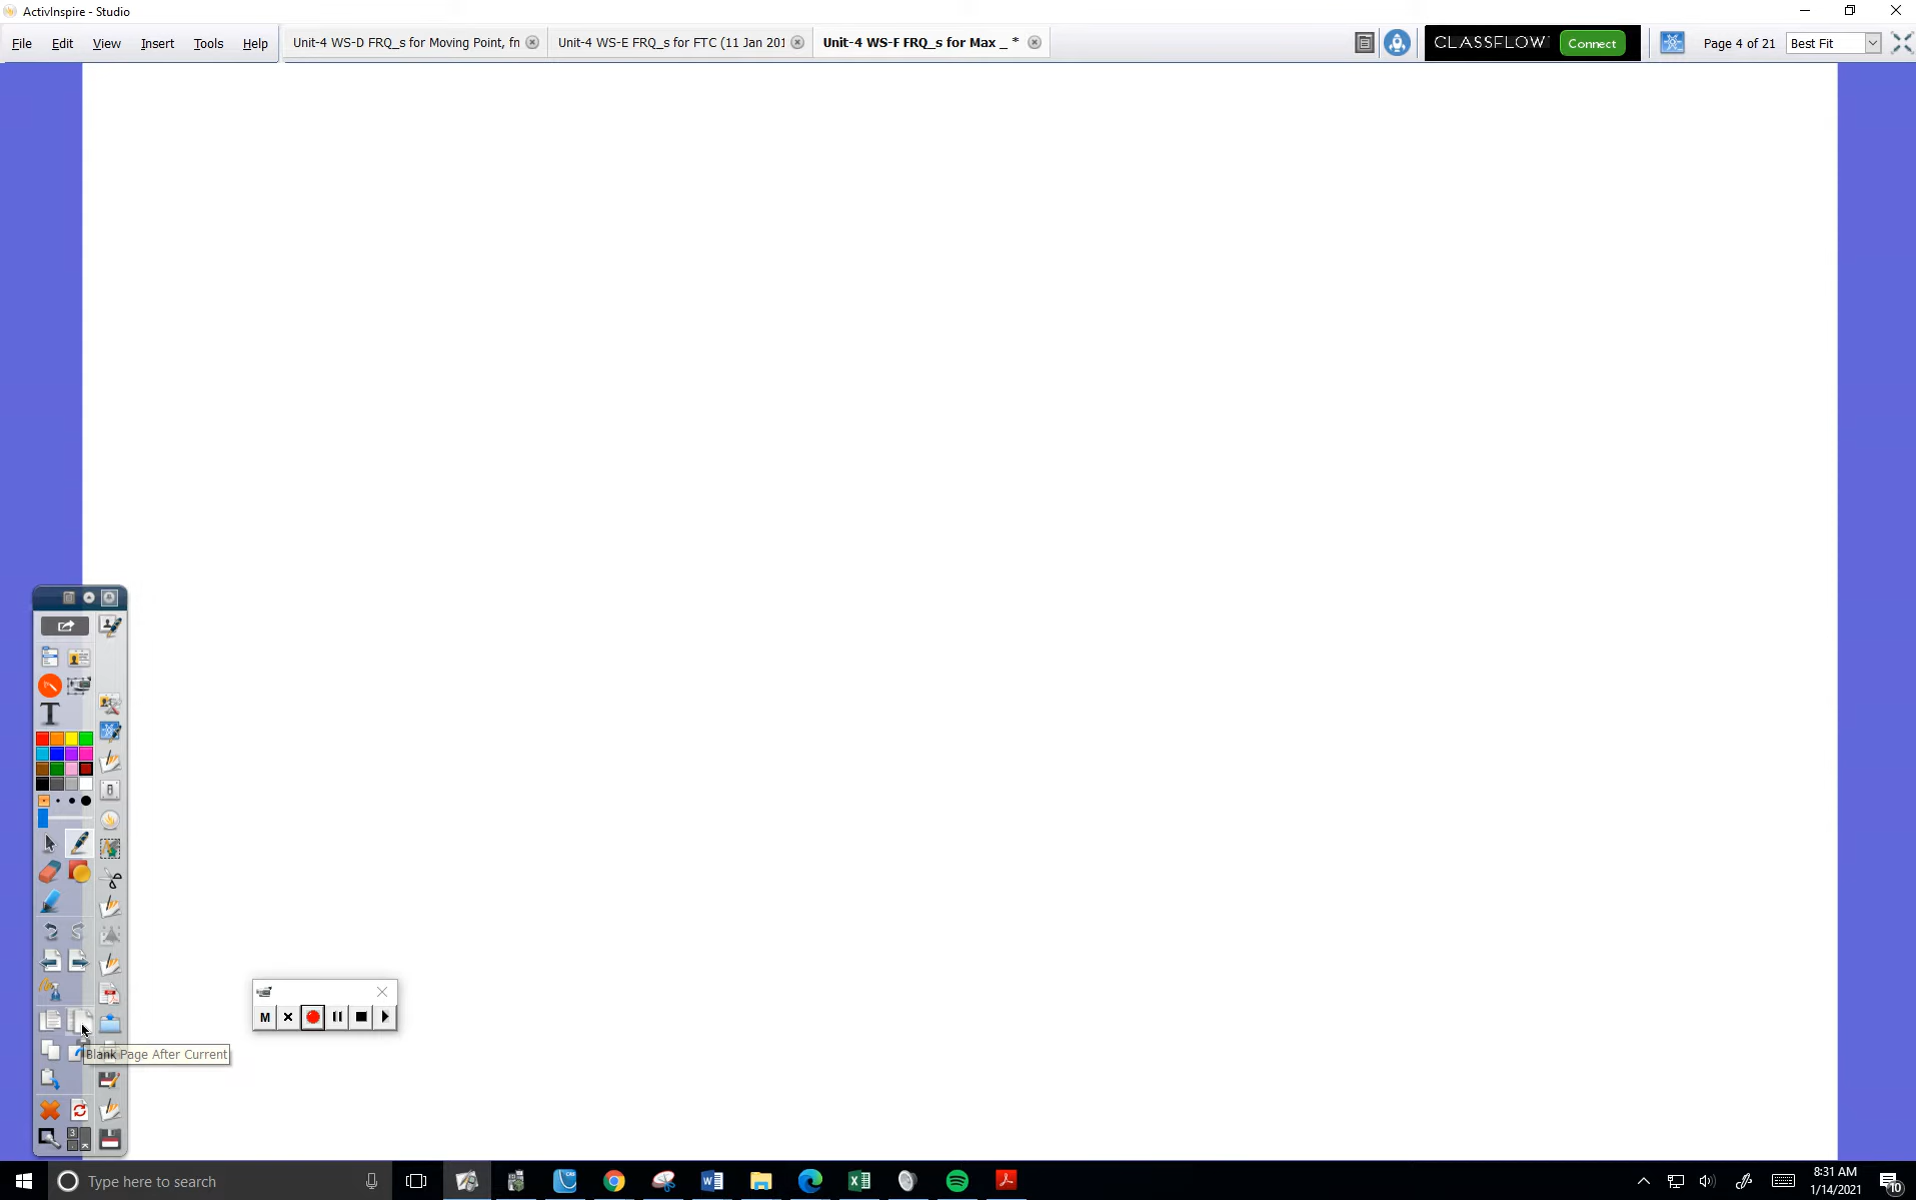 ActivInspire - Studio
File Edit View Insert Tools Help
Unit-4 WS-D FRQ_s for Moving Point, fn
Unit-4 WS-E FRQ_s for FTC (11 Jan 201
Unit-4 WS-F FRQ_s for Max _ *
CLASSFLOW Connect
Page 4 of 21
Best Fit
T
M
Blank Page After Current
3
Type here to search
8:31 AM
1/14/2021
10